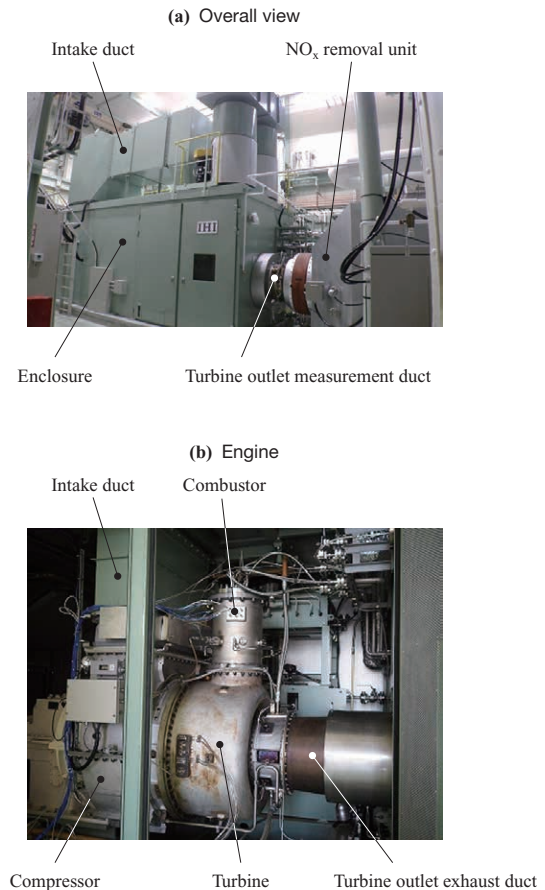 (a) Overall view
Intake duct
NOx removal unit
IHI
Enclosure
Turbine outlet measurement duct
(b) Engine
Intake duct
Combustor
Compressor
Turbine
Turbine outlet exhaust duct